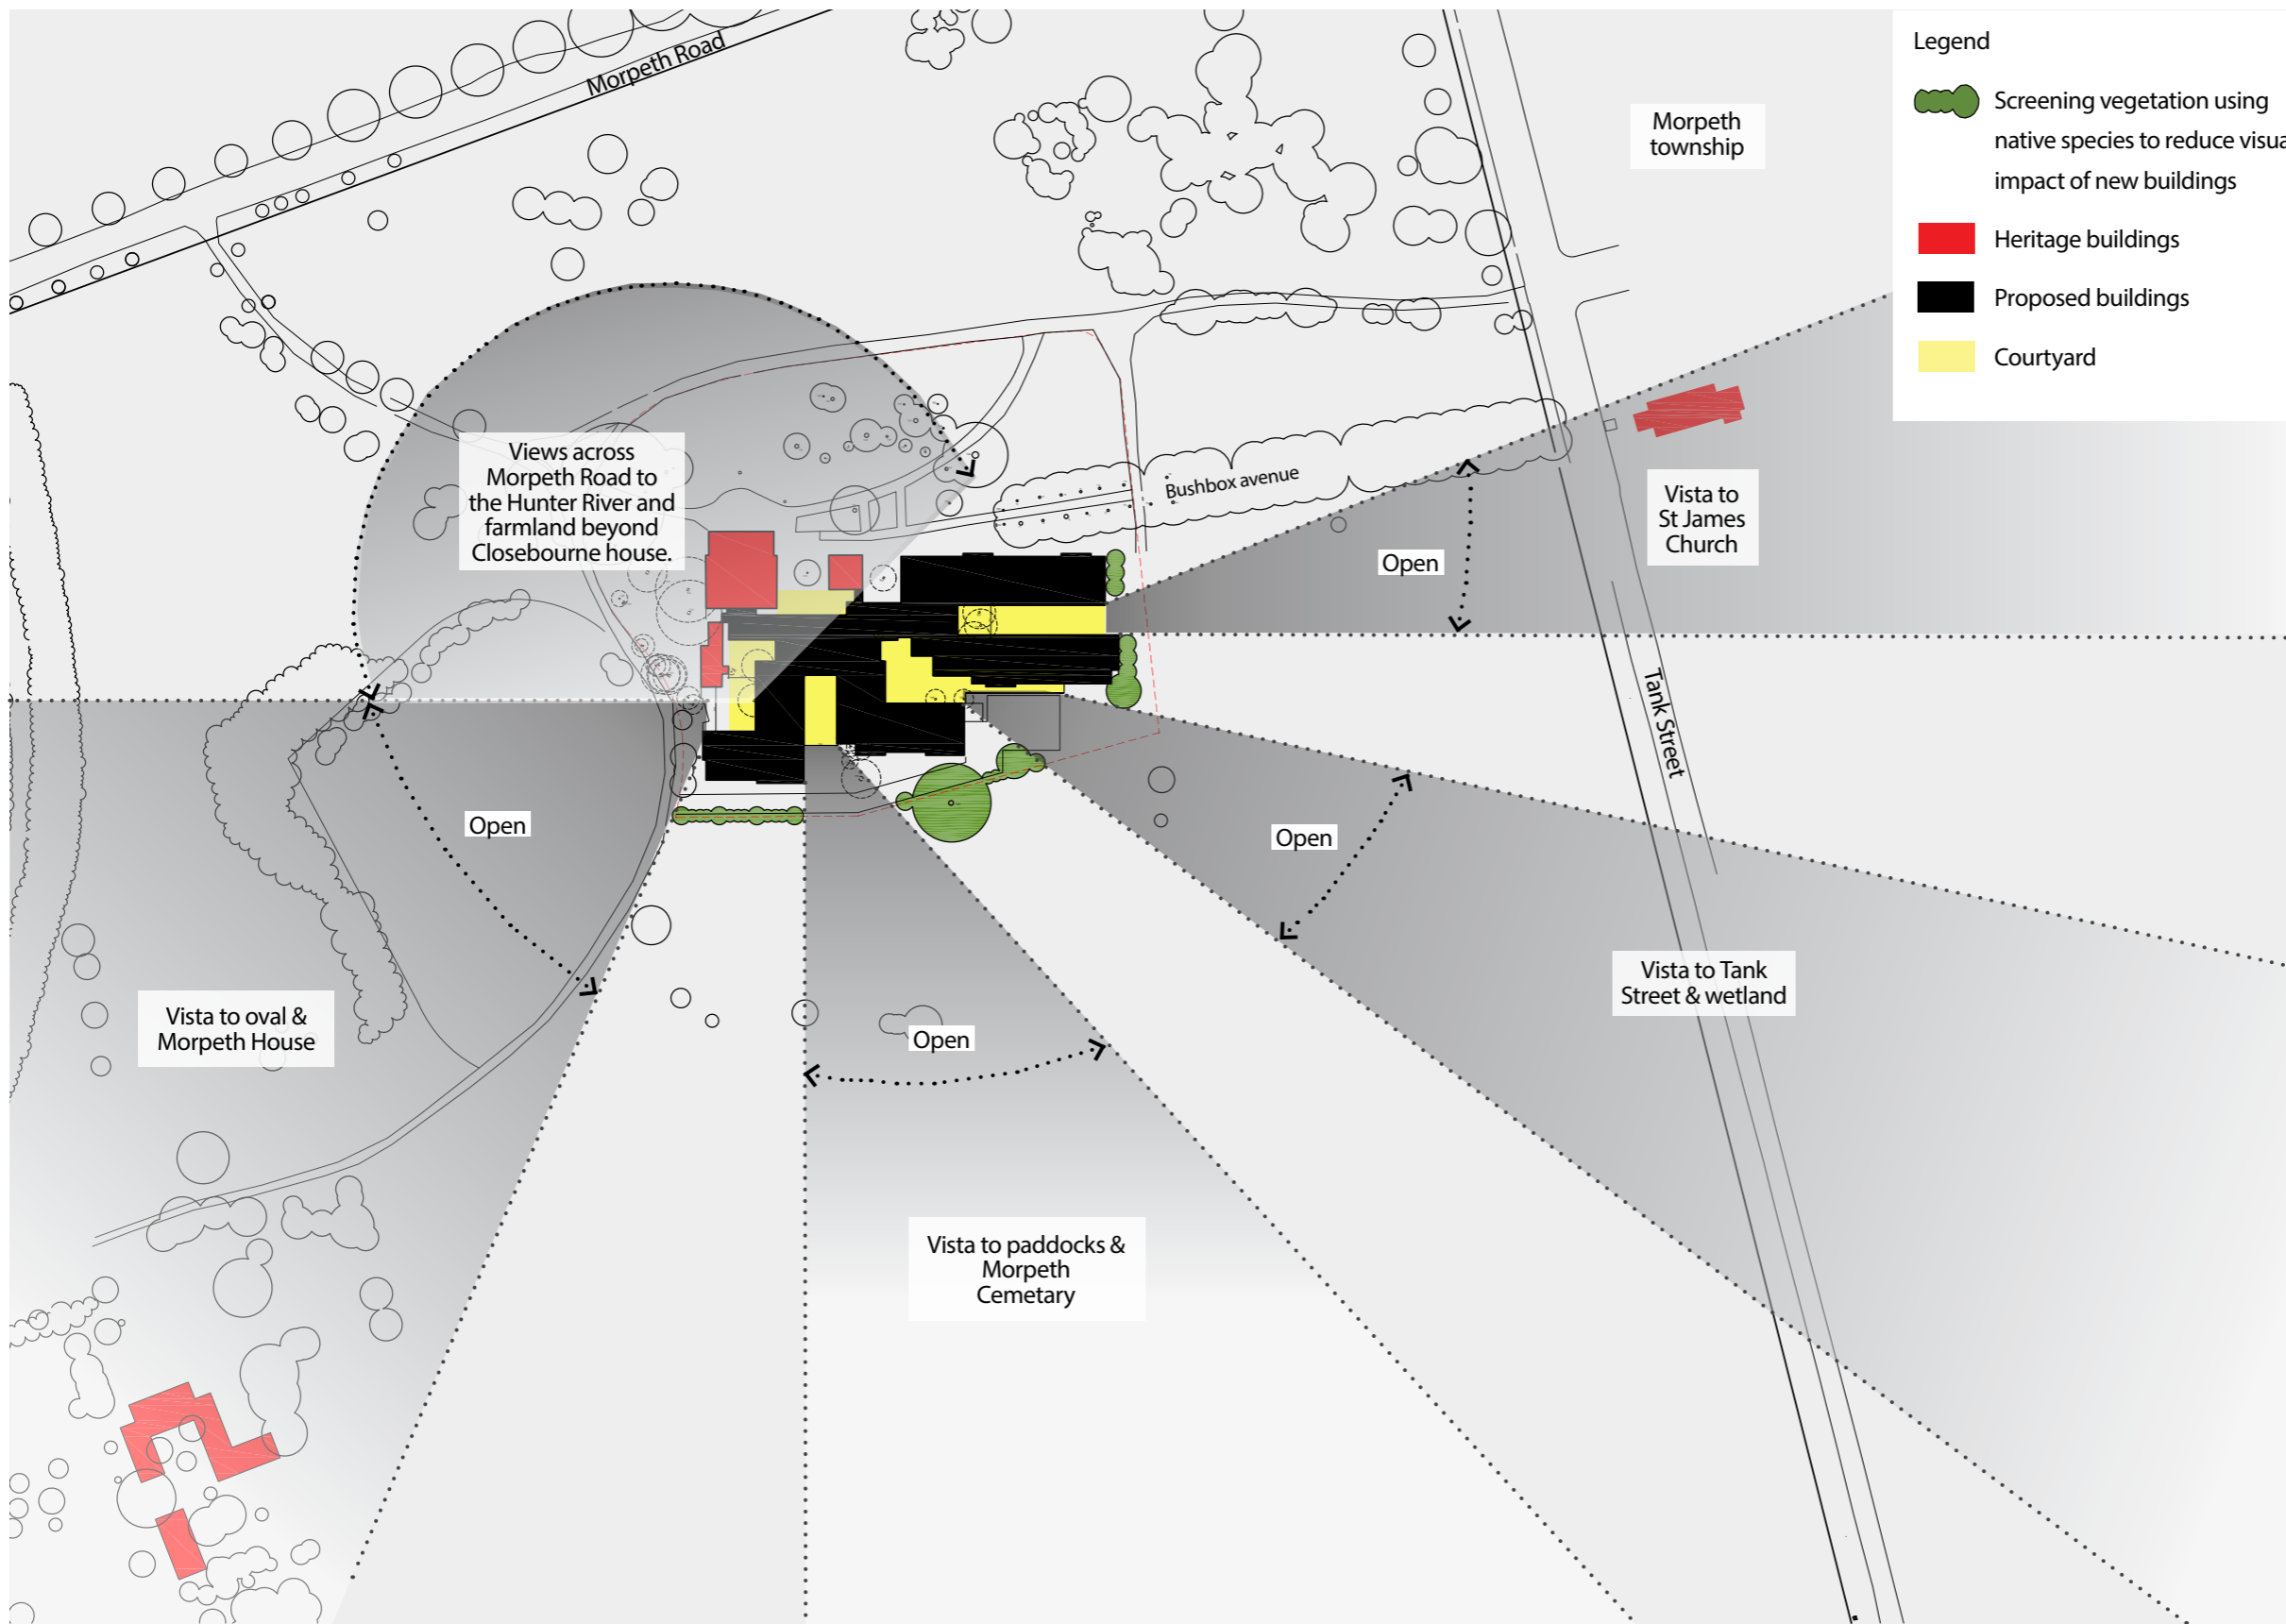 Morpeth Road
Legend
Screening vegetation using
native species to reduce visua
impact of new buildings
Heritage buildings
Proposed buildings
Courtyard
Morpeth
township
Views across
Morpeth Road to
the Hunter River and
farmland beyond
Closebourne house.
Bushbox avenue
Vista to
St James
Church
Open
Tank Street
Open
Open
Vista to Tank
Street & wetland
Vista to oval &
Morpeth House
Open
Vista to paddocks &
Morpeth
Cemetary